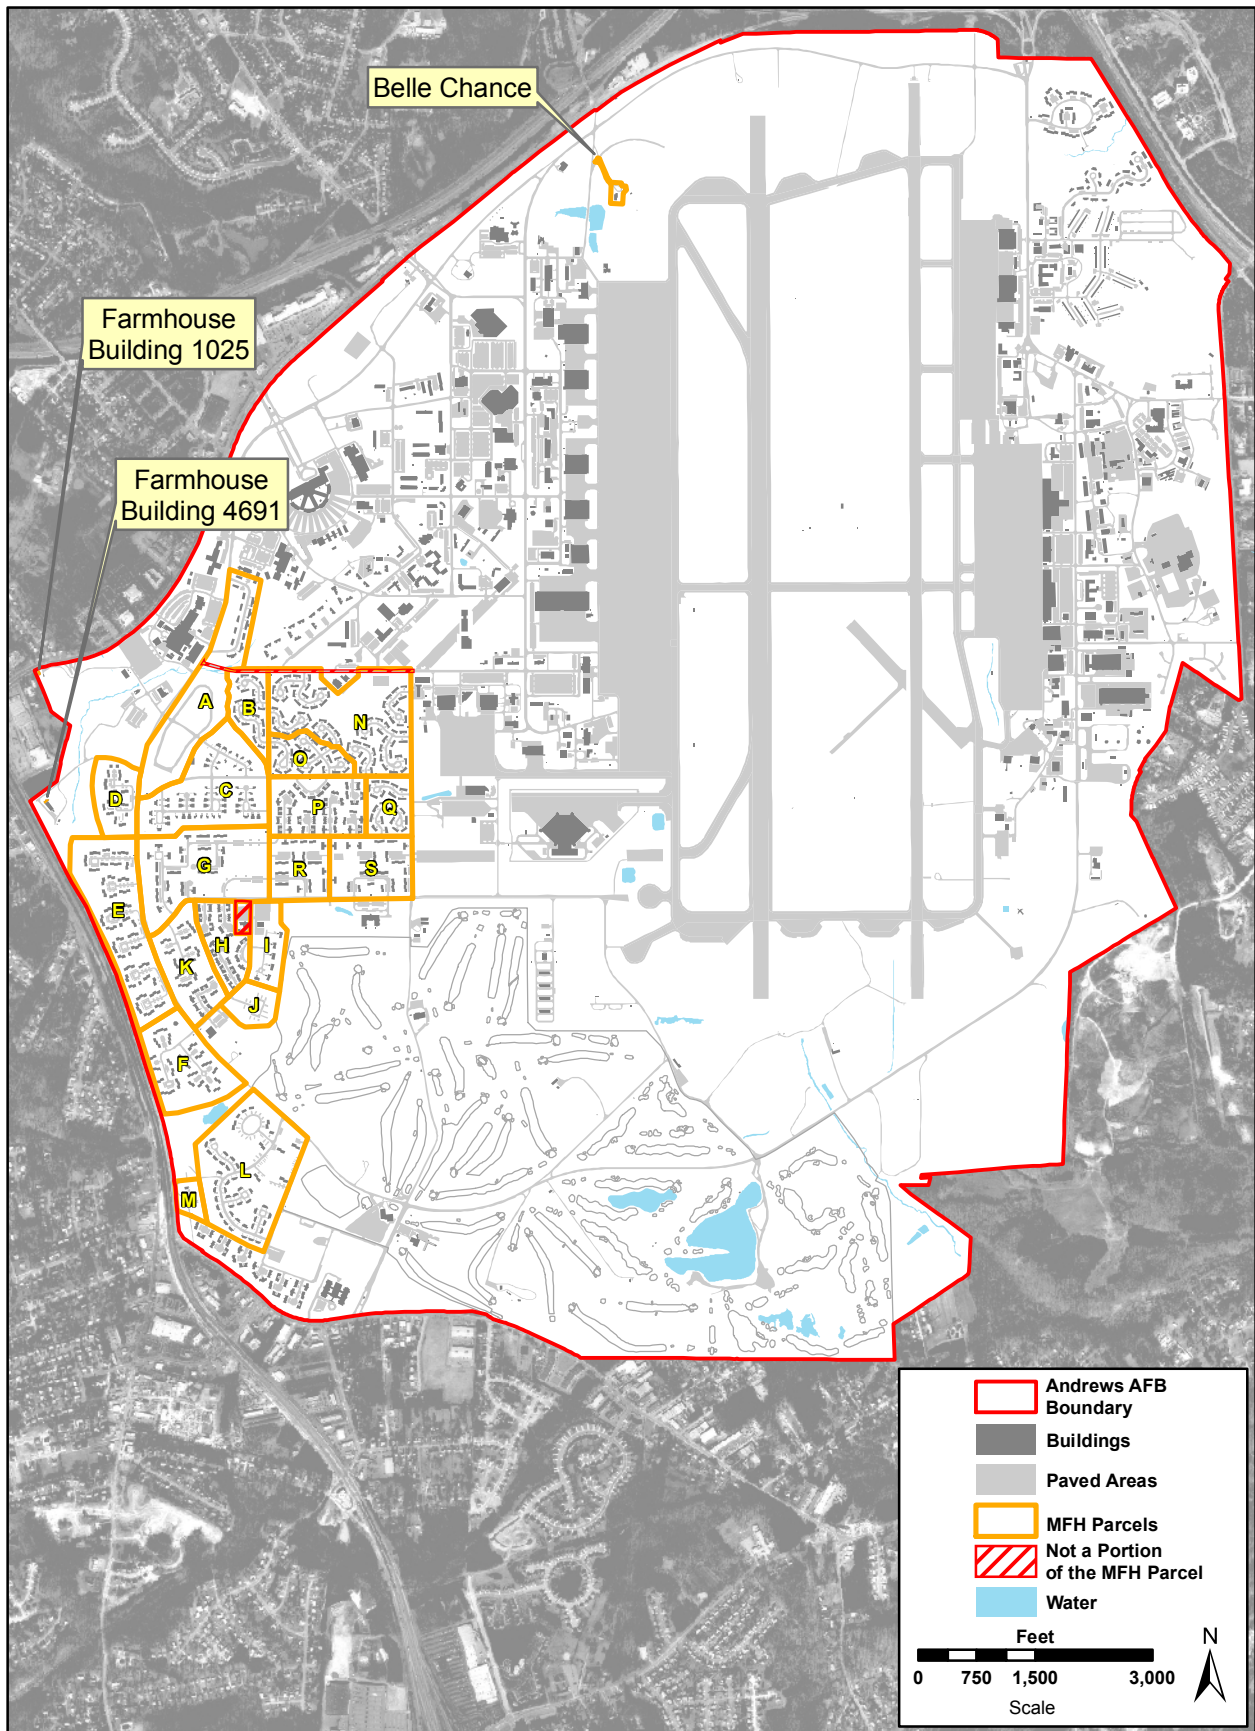 Belle Chance
Farmhouse
Building 1025
Farmhouse
Building 4691
A
B
N
O
D
C
P
Q
G
R
S
E
H
I
K
J
F
L
M
Andrews AFB
Boundary
Buildings
Paved Areas
MFH Parcels
Not a Portion
of the MFH Parcel
Water
Feet
N
0 750 1,500 3,000
Scale